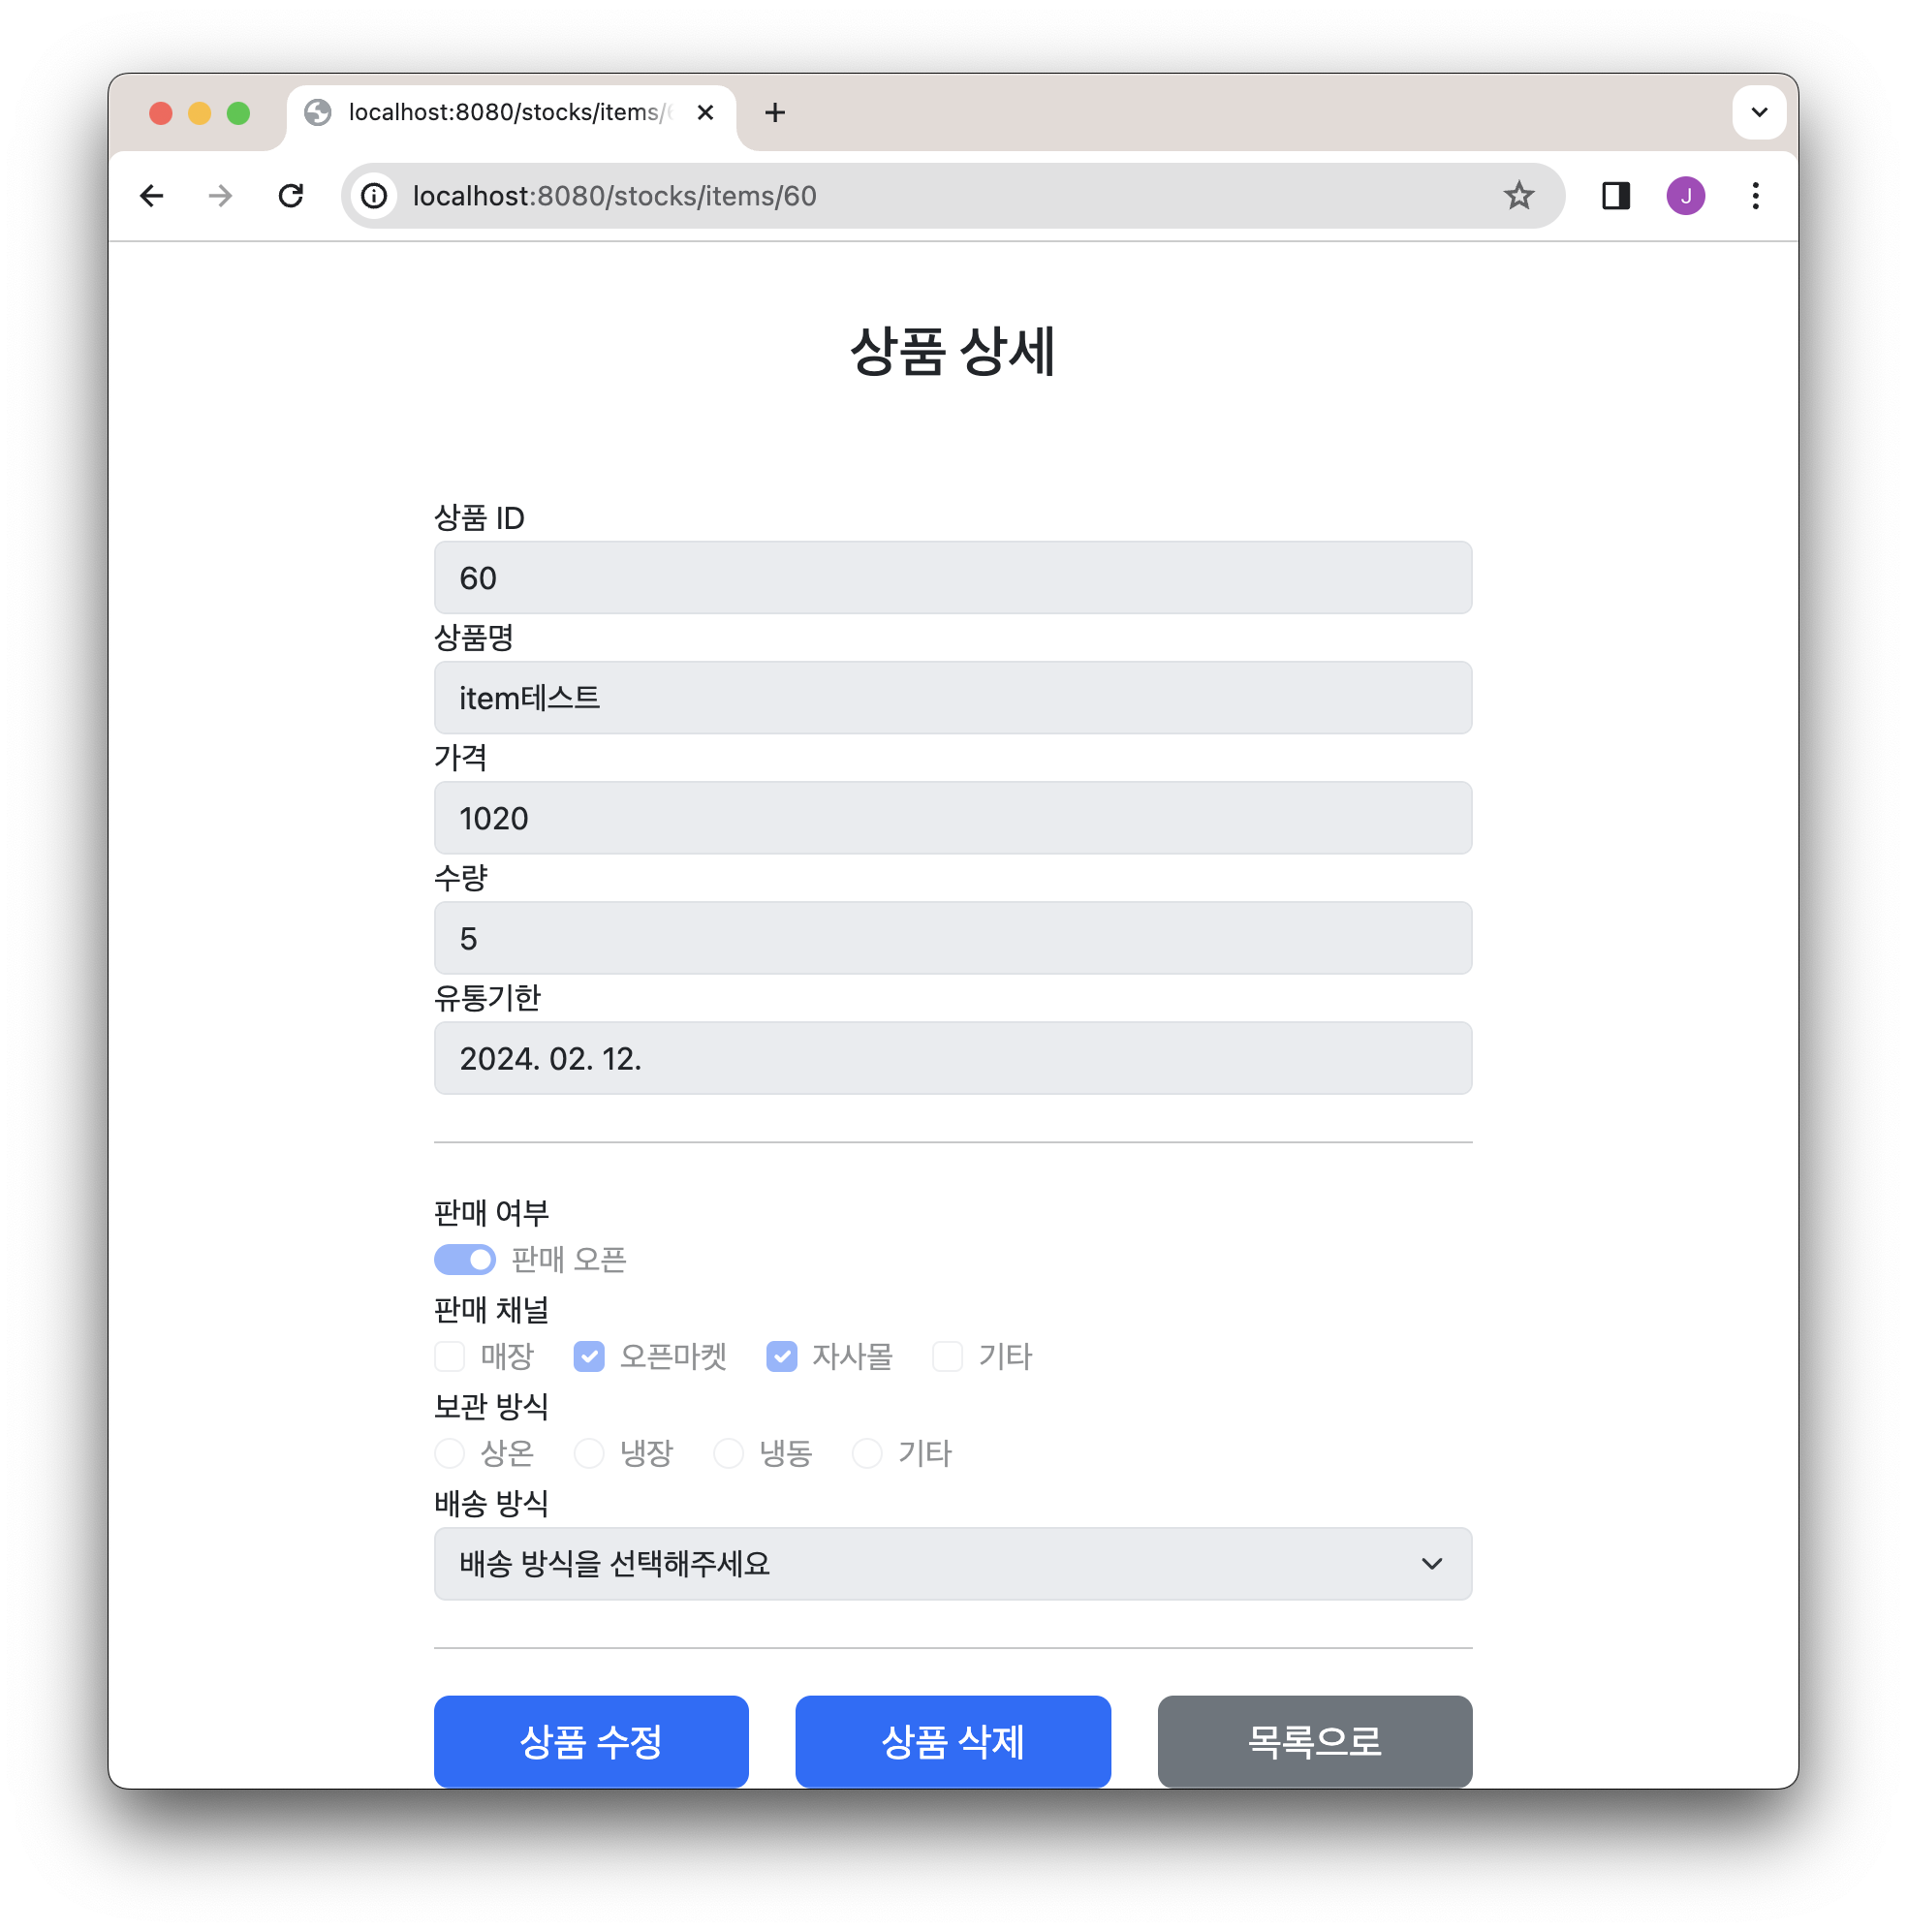 localhost:8080/stocks/items/6
localhost:8080/stocks/items/60
J
상품 상세
상품 ID
60
상품명
item테스트
가격
1020
수량
5
유통기한
2024. 02. 12.
판매 여부
판매 오픈
판매 채널
매장 오픈마켓 자사몰 기타
보관 방식
상온 냉장 냉동 기타
배송 방식
배송 방식을 선택해주세요
상품 수정 상품 삭제 목록으로